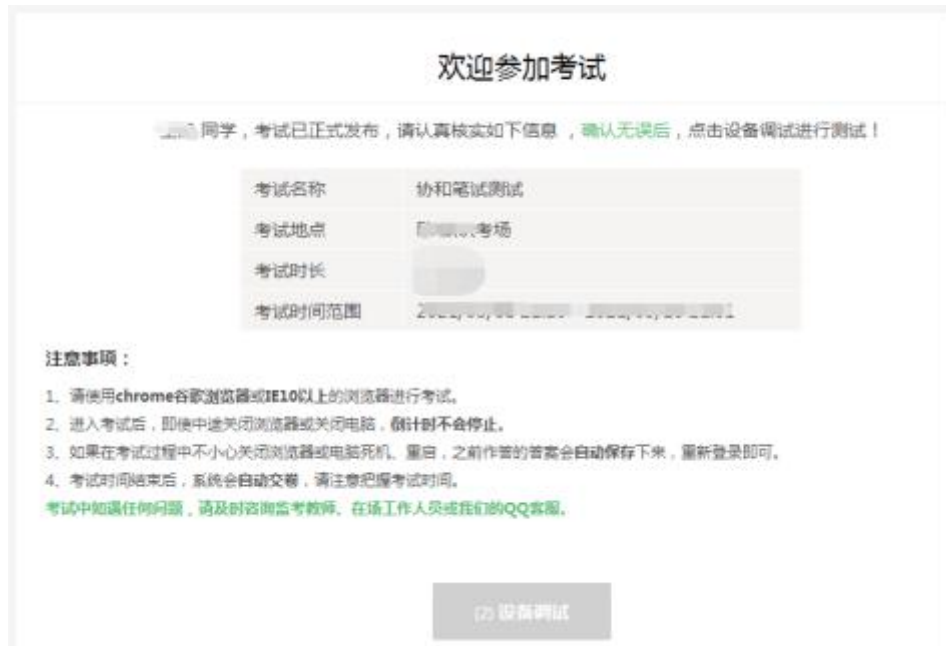 欢迎参加考试
同学，考试已正式发布，请认真核实如下信息，确认无误后，点击设备调试进行测试！
考试名称 协和笔试测试
考试地点 考场
考试时长
考试时间范围
注意事项：
1、请使用chrome谷歌浏览器或IE10以上的浏览器进行考试。
2、进入考试后，即使中途关闭浏览器或关闭电脑，倒计时不会停止。
3、如果在考试过程中不小心关闭浏览器或电脑死机、重启，之前作答的答案会自动保存下来，重新登录即可。
4、考试时间结束后，系统会自动交卷，请注意把握考试时间。
考试中如遇任何问题，请及时咨询监考教师、在场工作人员或我们的QQ客服。
(2) 设备调试